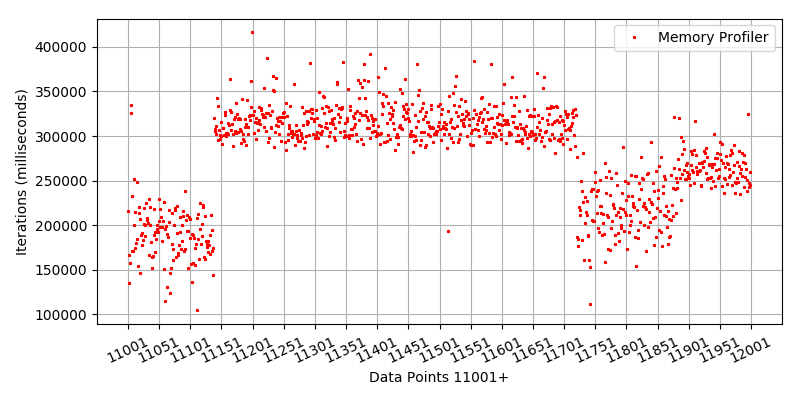 Memory Profiler
Iterations (milliseconds)
400000
350000
300000
250000
200000
150000
100000
11001 11051 11101 11151 11201 11251 11301 11351 11401 11451 11501 11551 11601 11651 11701 11751 11801 11851 11901 11951 12001
Data Points 11001+